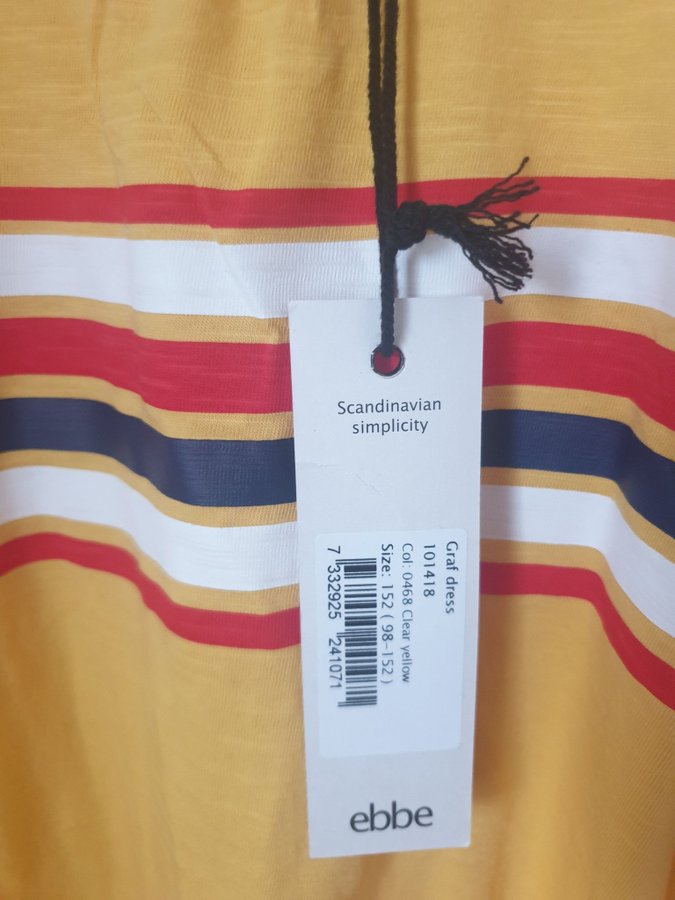 Scandinavian
simplicity
Graf dress
101418
Col: 0468 Clear yellow
Size: 152 ( 98-152 )
7 332925 241071
ebbe